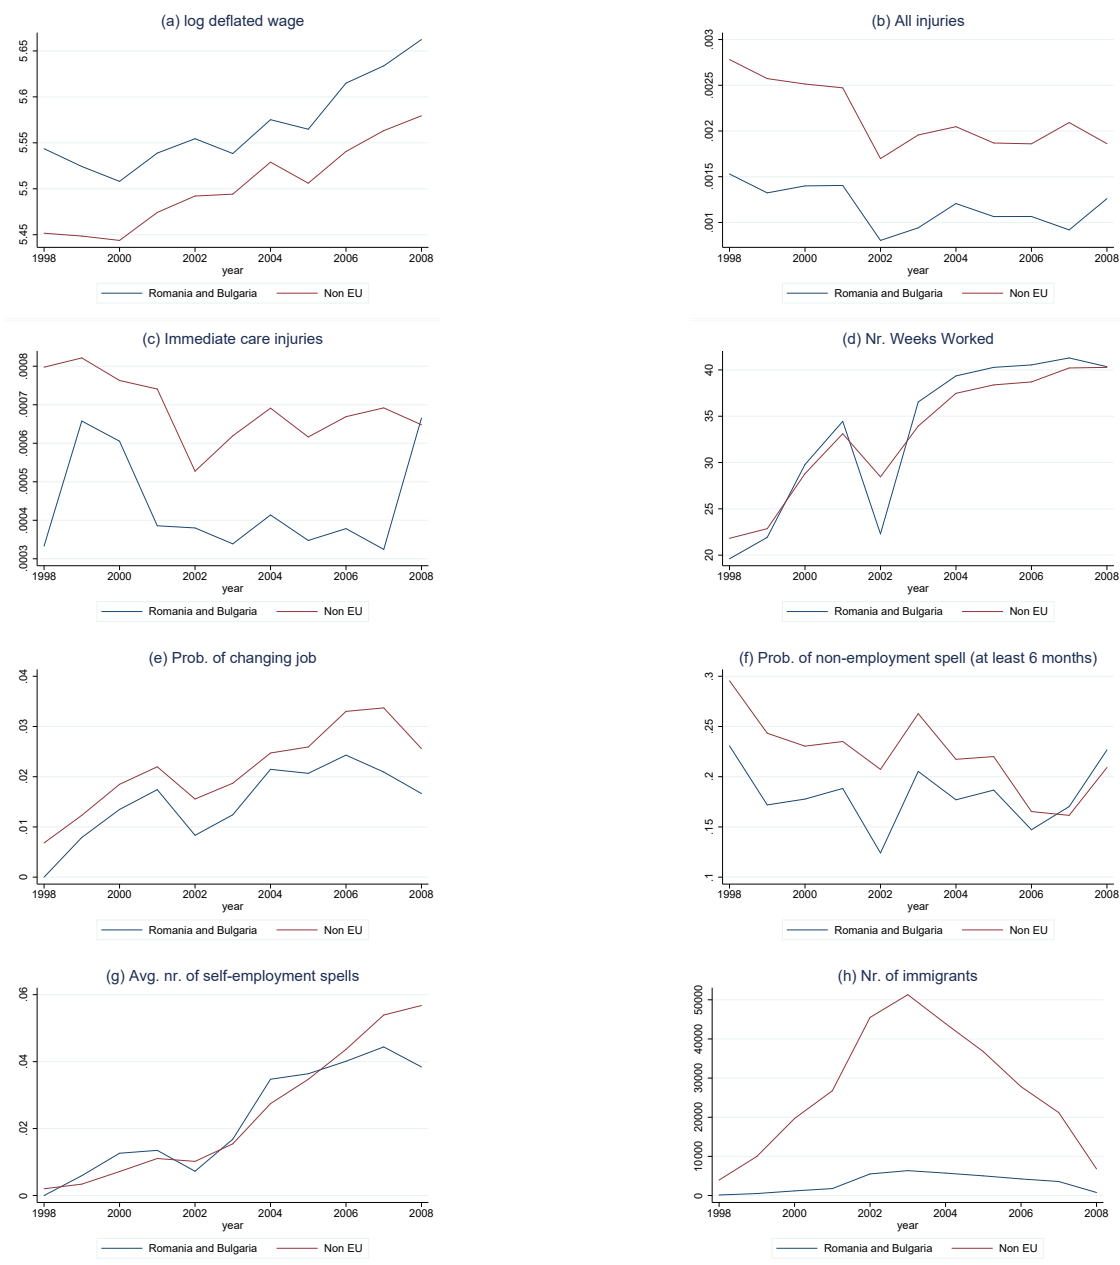 (a) log deflated wage
5.65
5.6
5.55
5.5
5.45
1998 2000 2002 2004 2006 2008
year
Romania and Bulgaria Non EU
(b) All injuries
.003
.0025
.002
.0015
.001
1998 2000 2002 2004 2006 2008
year
Romania and Bulgaria Non EU
(c) Immediate care injuries
.0008
.0007
.0006
.0005
.0004
.0003
1998 2000 2002 2004 2006 2008
year
Romania and Bulgaria Non EU
(d) Nr. Weeks Worked
40
35
30
25
20
1998 2000 2002 2004 2006 2008
year
Romania and Bulgaria Non EU
(e) Prob. of changing job
.04
.03
.02
.01
0
1998 2000 2002 2004 2006 2008
year
Romania and Bulgaria Non EU
(f) Prob. of non-employment spell (at least 6 months)
.3
.25
.2
.15
.1
1998 2000 2002 2004 2006 2008
year
Romania and Bulgaria Non EU
(g) Avg. nr. of self-employment spells
.06
.04
.02
0
1998 2000 2002 2004 2006 2008
year
Romania and Bulgaria Non EU
(h) Nr. of immigrants
50000
40000
30000
20000
10000
0
1998 2000 2002 2004 2006 2008
year
Romania and Bulgaria Non EU